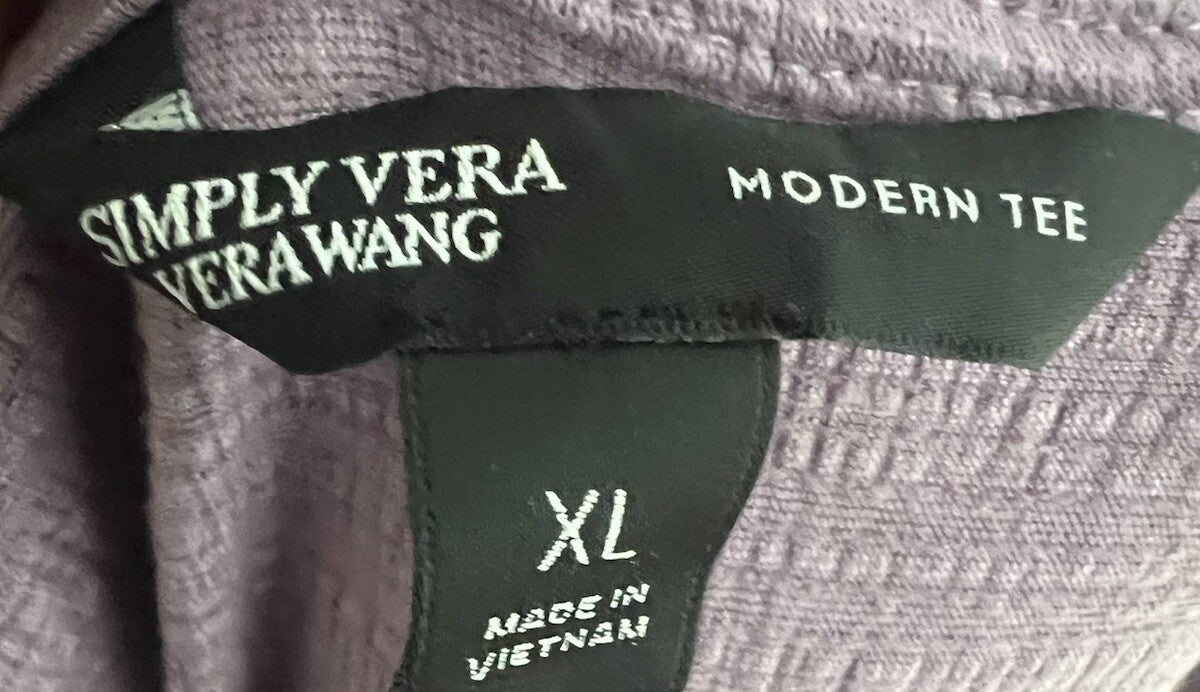 SIMPLY VERA
VERA WANG
MODERN TEE
XL
MADE IN
VIETNAM